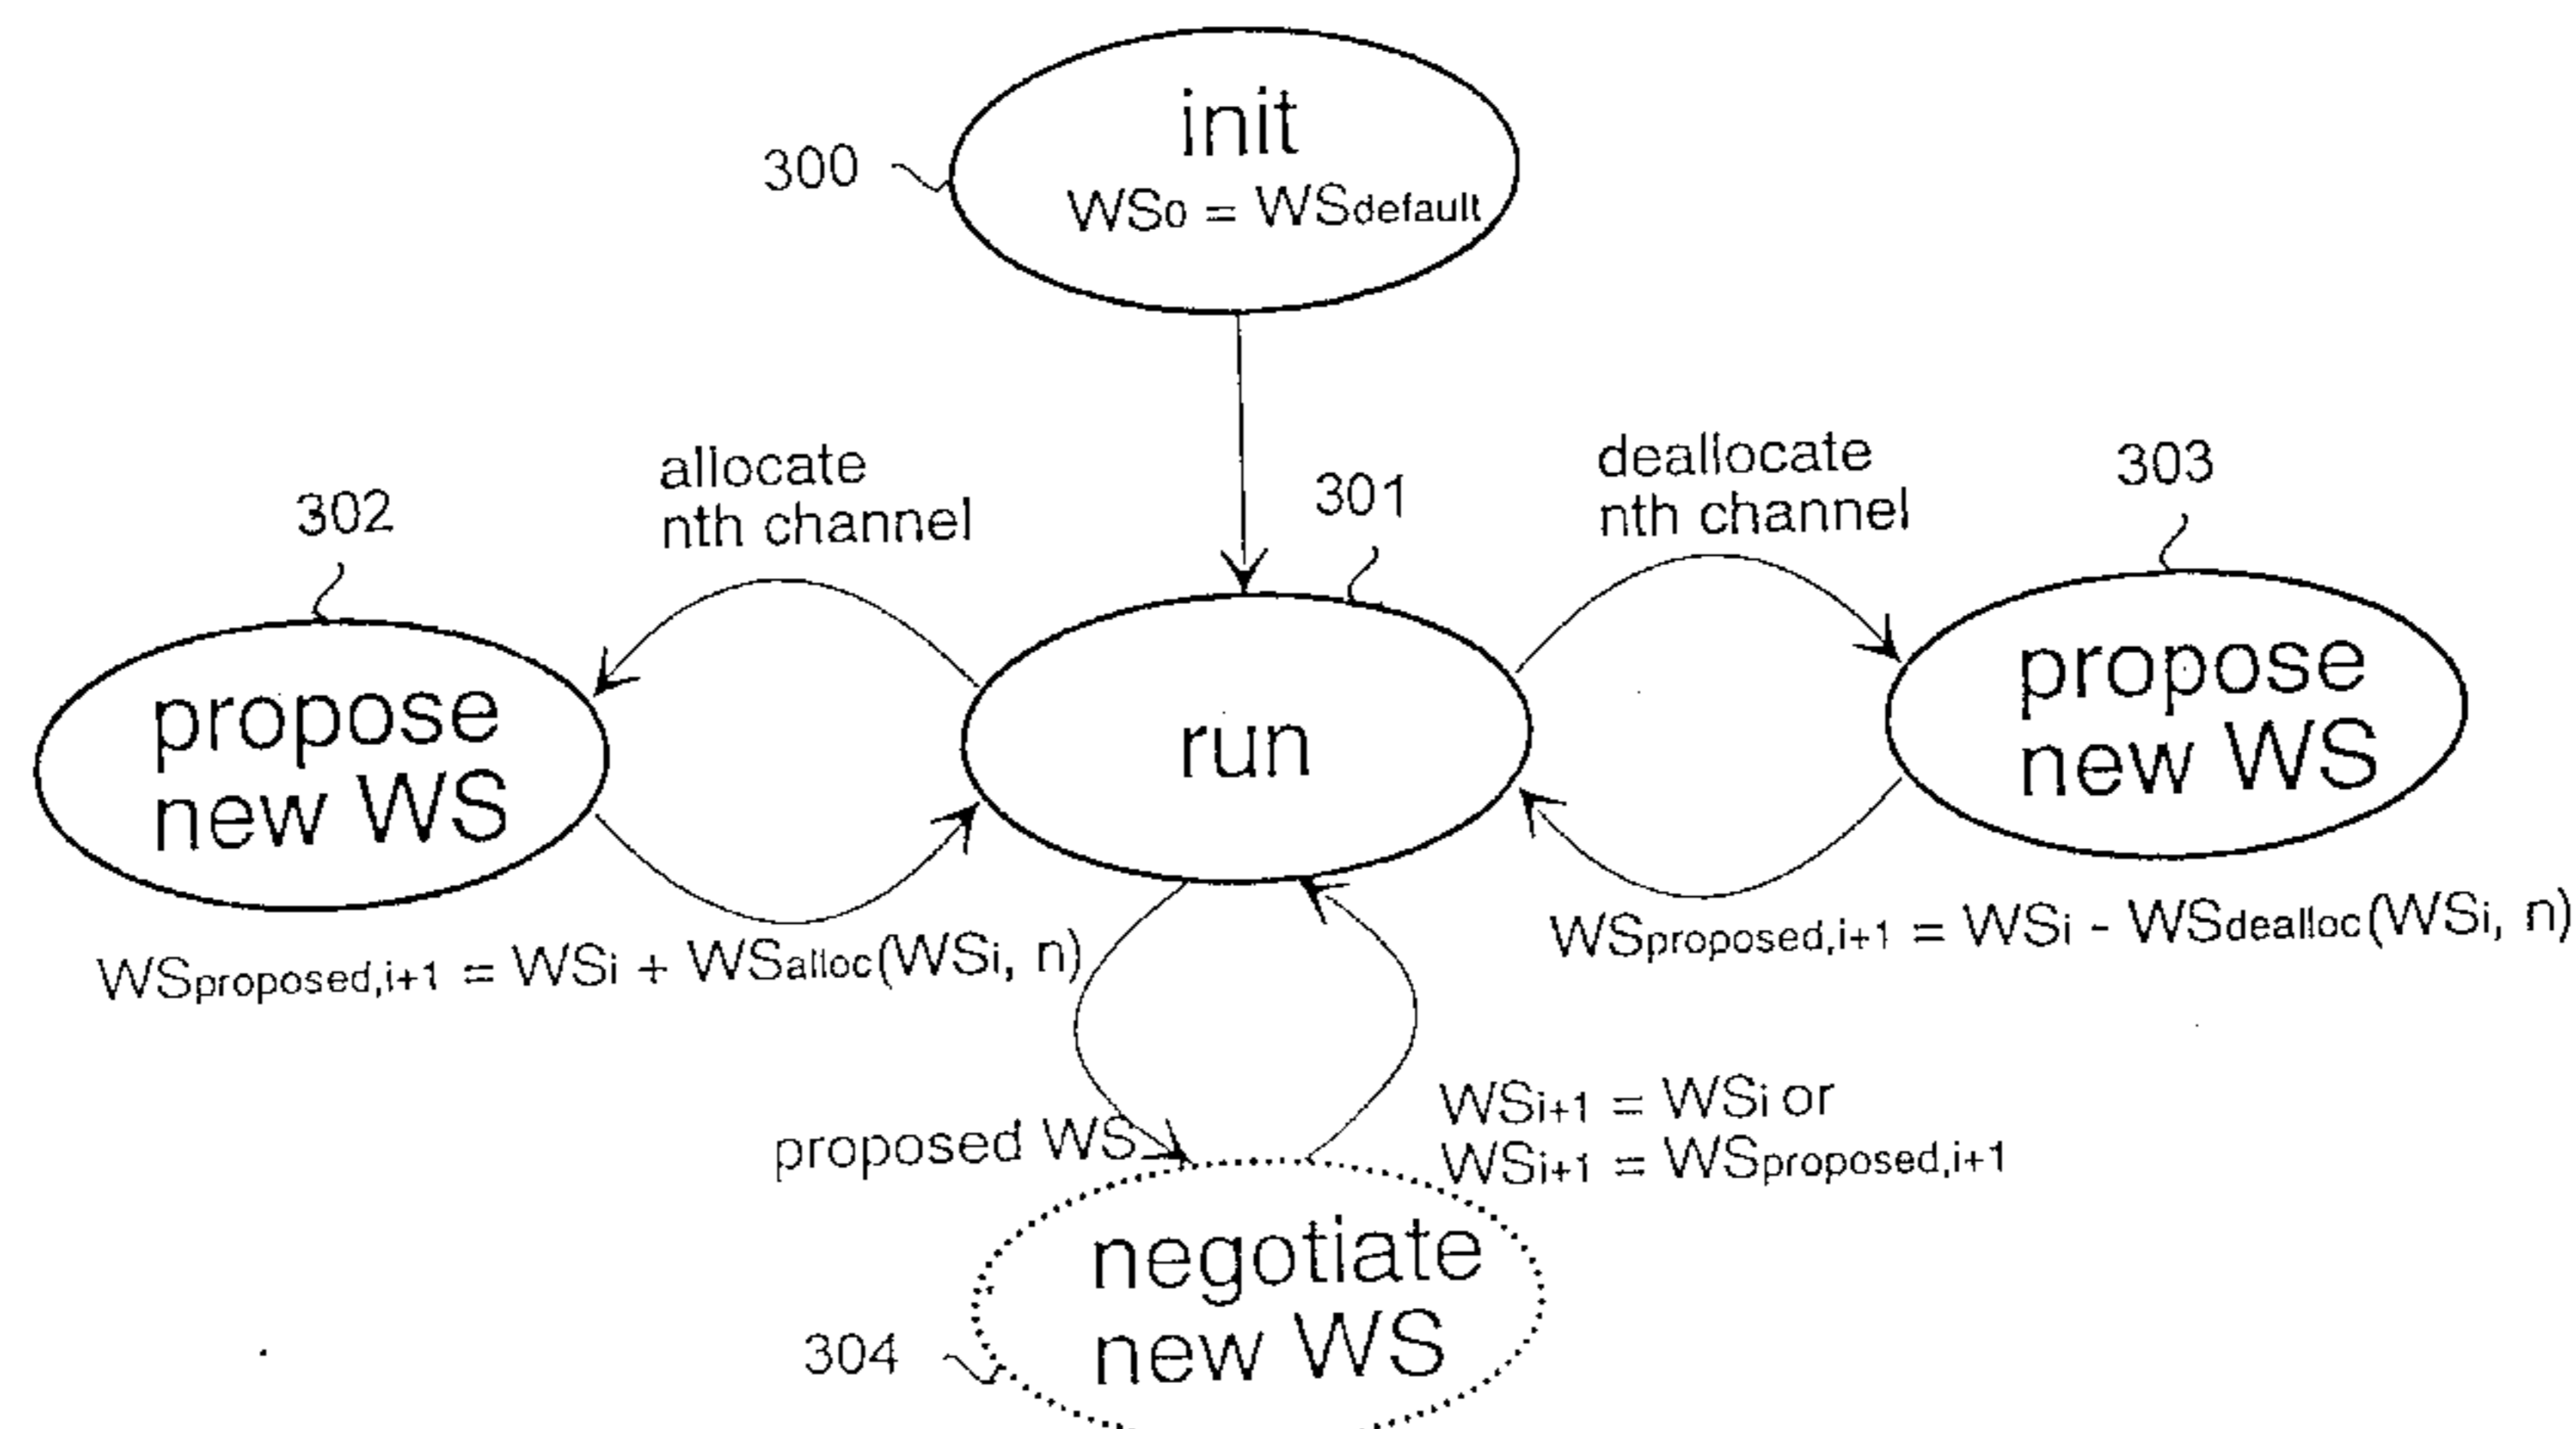 init
300
WS0 = WSdefault
allocate
nth channel
deallocate
nth channel
302
301
303
propose
new WS
run
propose
new WS
WSproposed,i+1 = WSi + WSalloc(WSi, n)
WSproposed,i+1 = WSi - WSdealloc(WSi, n)
proposed WS
WSi+1 = WSi or
WSi+1 = WSproposed,i+1
negotiate
new WS
304